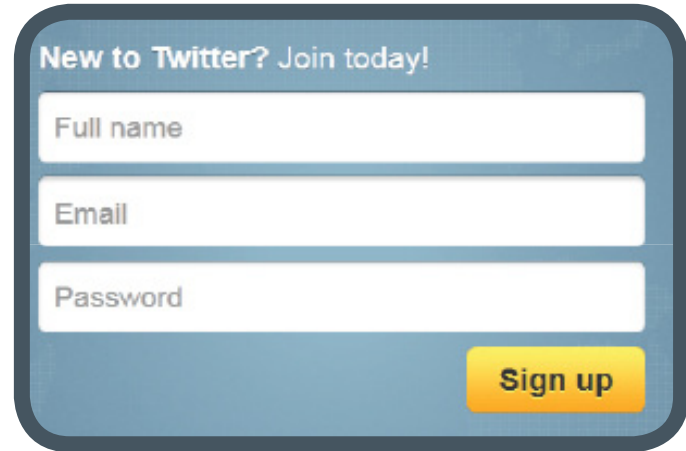 New to Twitter? Join today!
Full name
Email
Password
Sign up